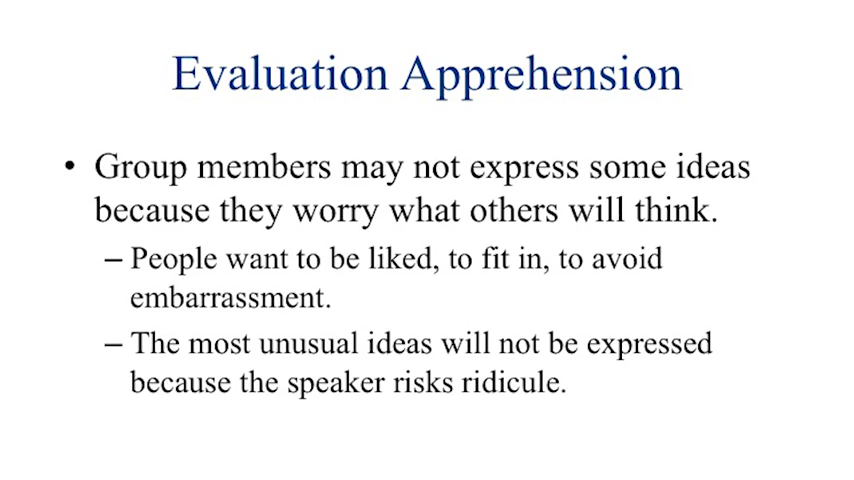 Evaluation Apprehension
• Group members may not express some ideas
because they worry what others will think.
– People want to be liked, to fit in, to avoid
embarrassment.
– The most unusual ideas will not be expressed
because the speaker risks ridicule.